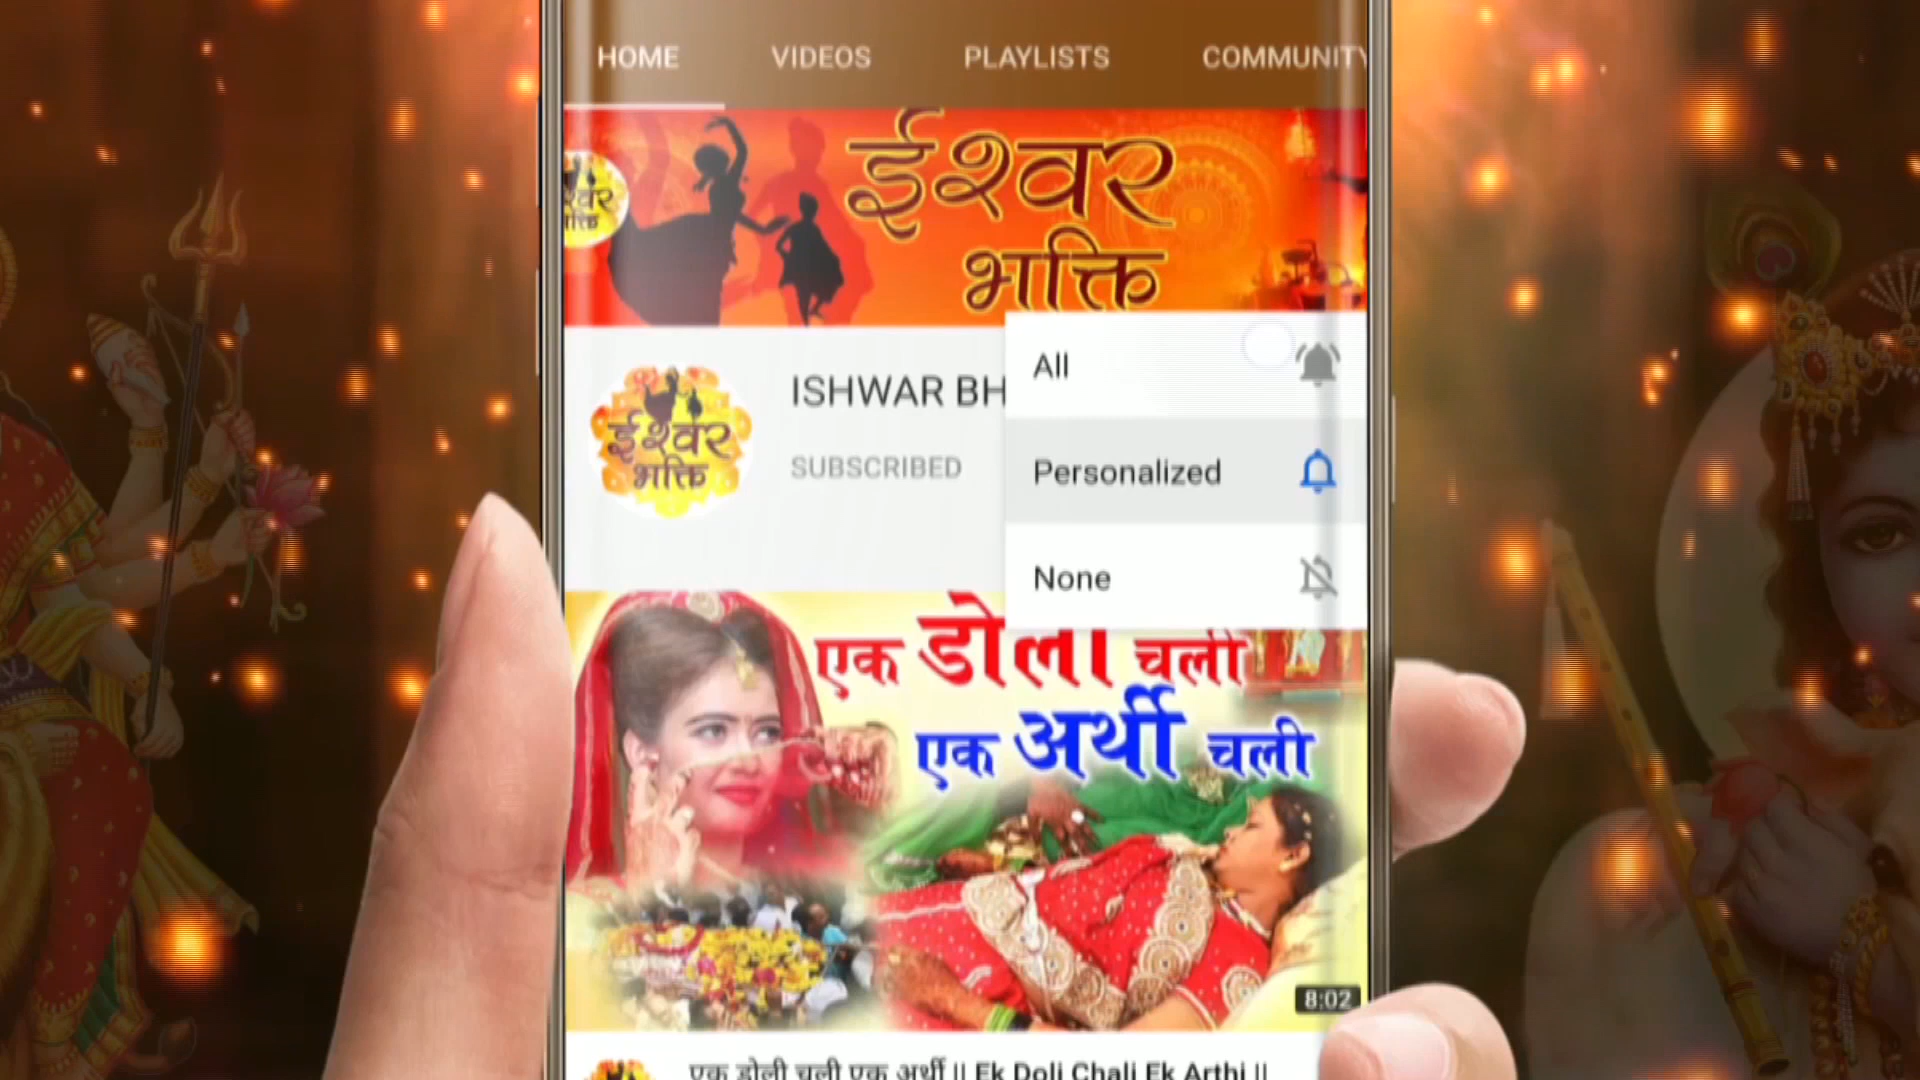 HOME VIDEOS PLAYLISTS COMMUNITY
ईश्वर
भक्ति
ईश्वर
भक्ति
All
ISHWAR BH
SUBSCRIBED
Personalized
None
ईश्वर
भक्ति
एक डोली चली
एक अर्थी चली
8:02
एक डोली चली एक अर्थी || Ek Doli Chali Ek Arthi ||